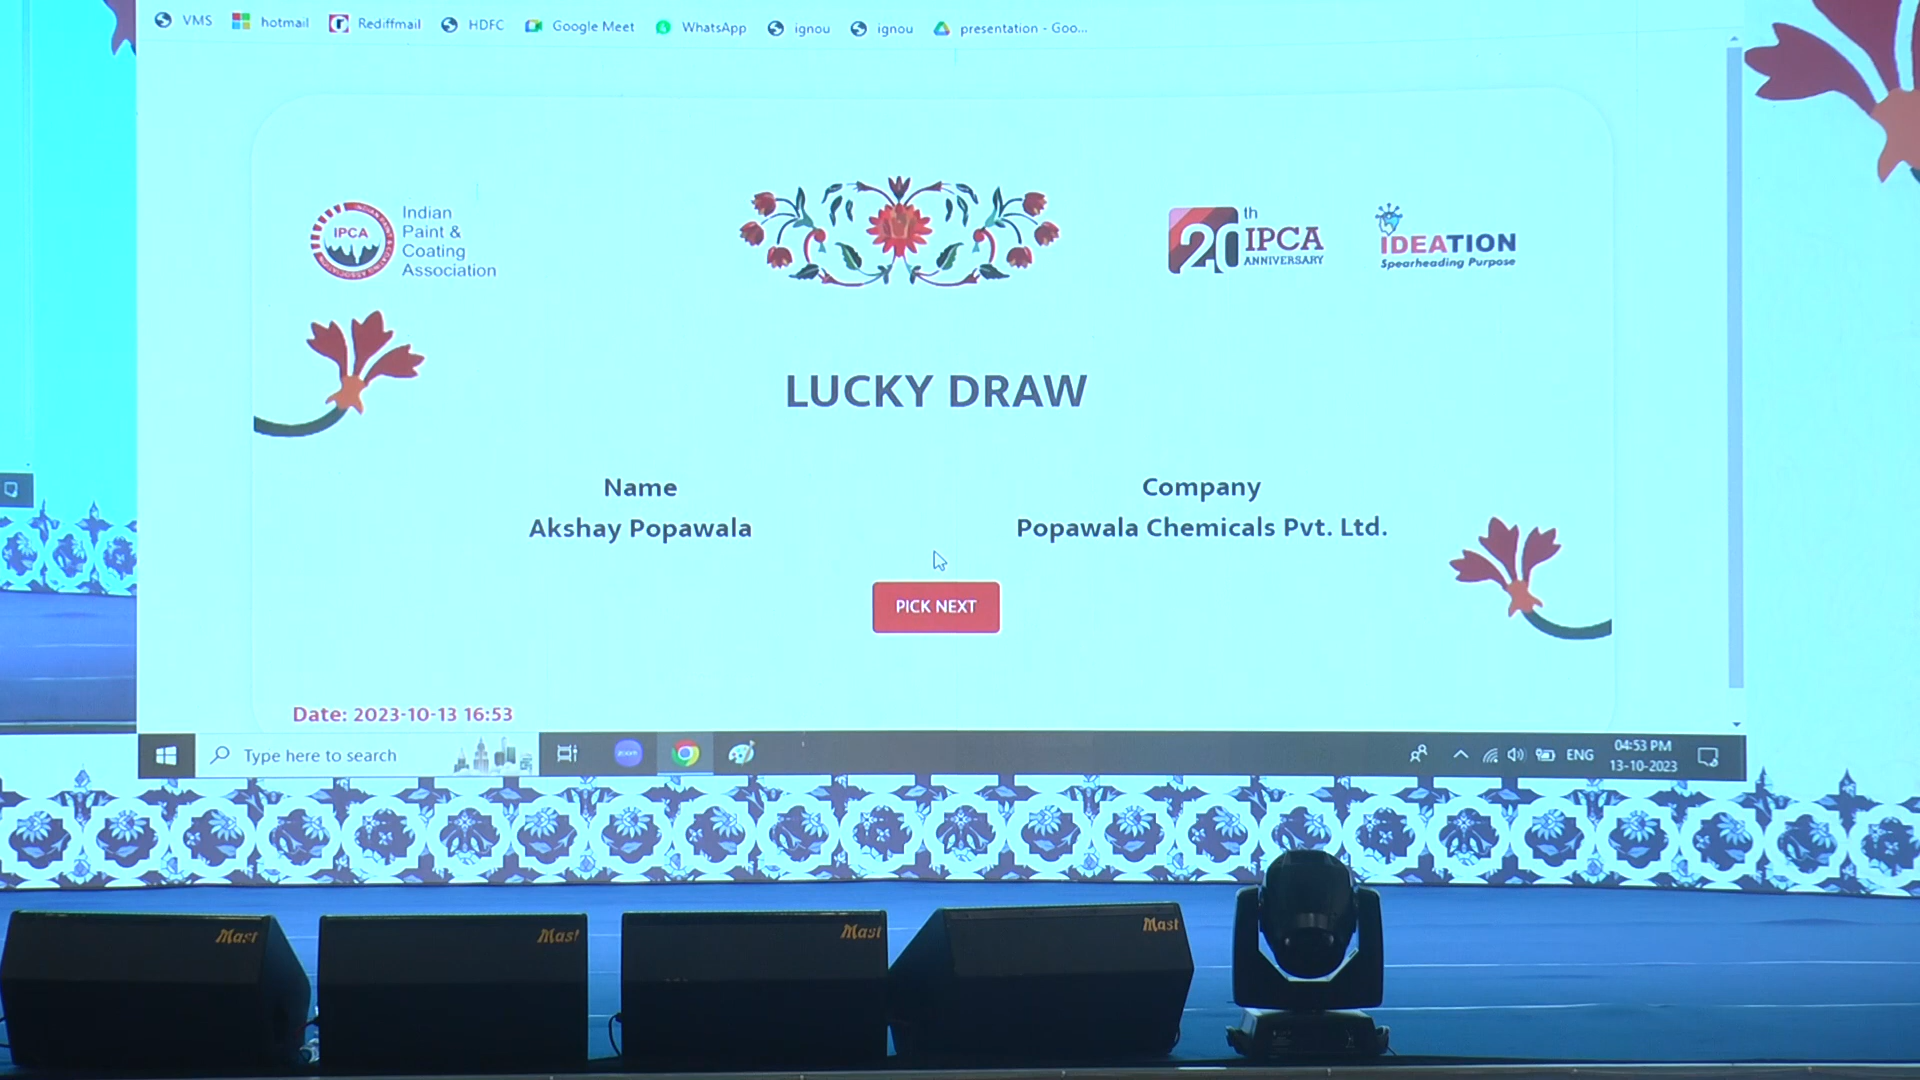 VMS hotmail Rediffmail HDFC Google Meet WhatsApp ignou ignou presentation - Goo...
IPCA
Indian
Paint &
Coating
Association
20th IPCA
ANNIVERSARY
IDEATION
Spearheading Purpose
LUCKY DRAW
Name
Akshay Popawala
Company
Popawala Chemicals Pvt. Ltd.
PICK NEXT
Date: 2023-10-13 16:53
Type here to search
zoom
ENG
04:53 PM
13-10-2023
Mast
Mast
Mast
Mast